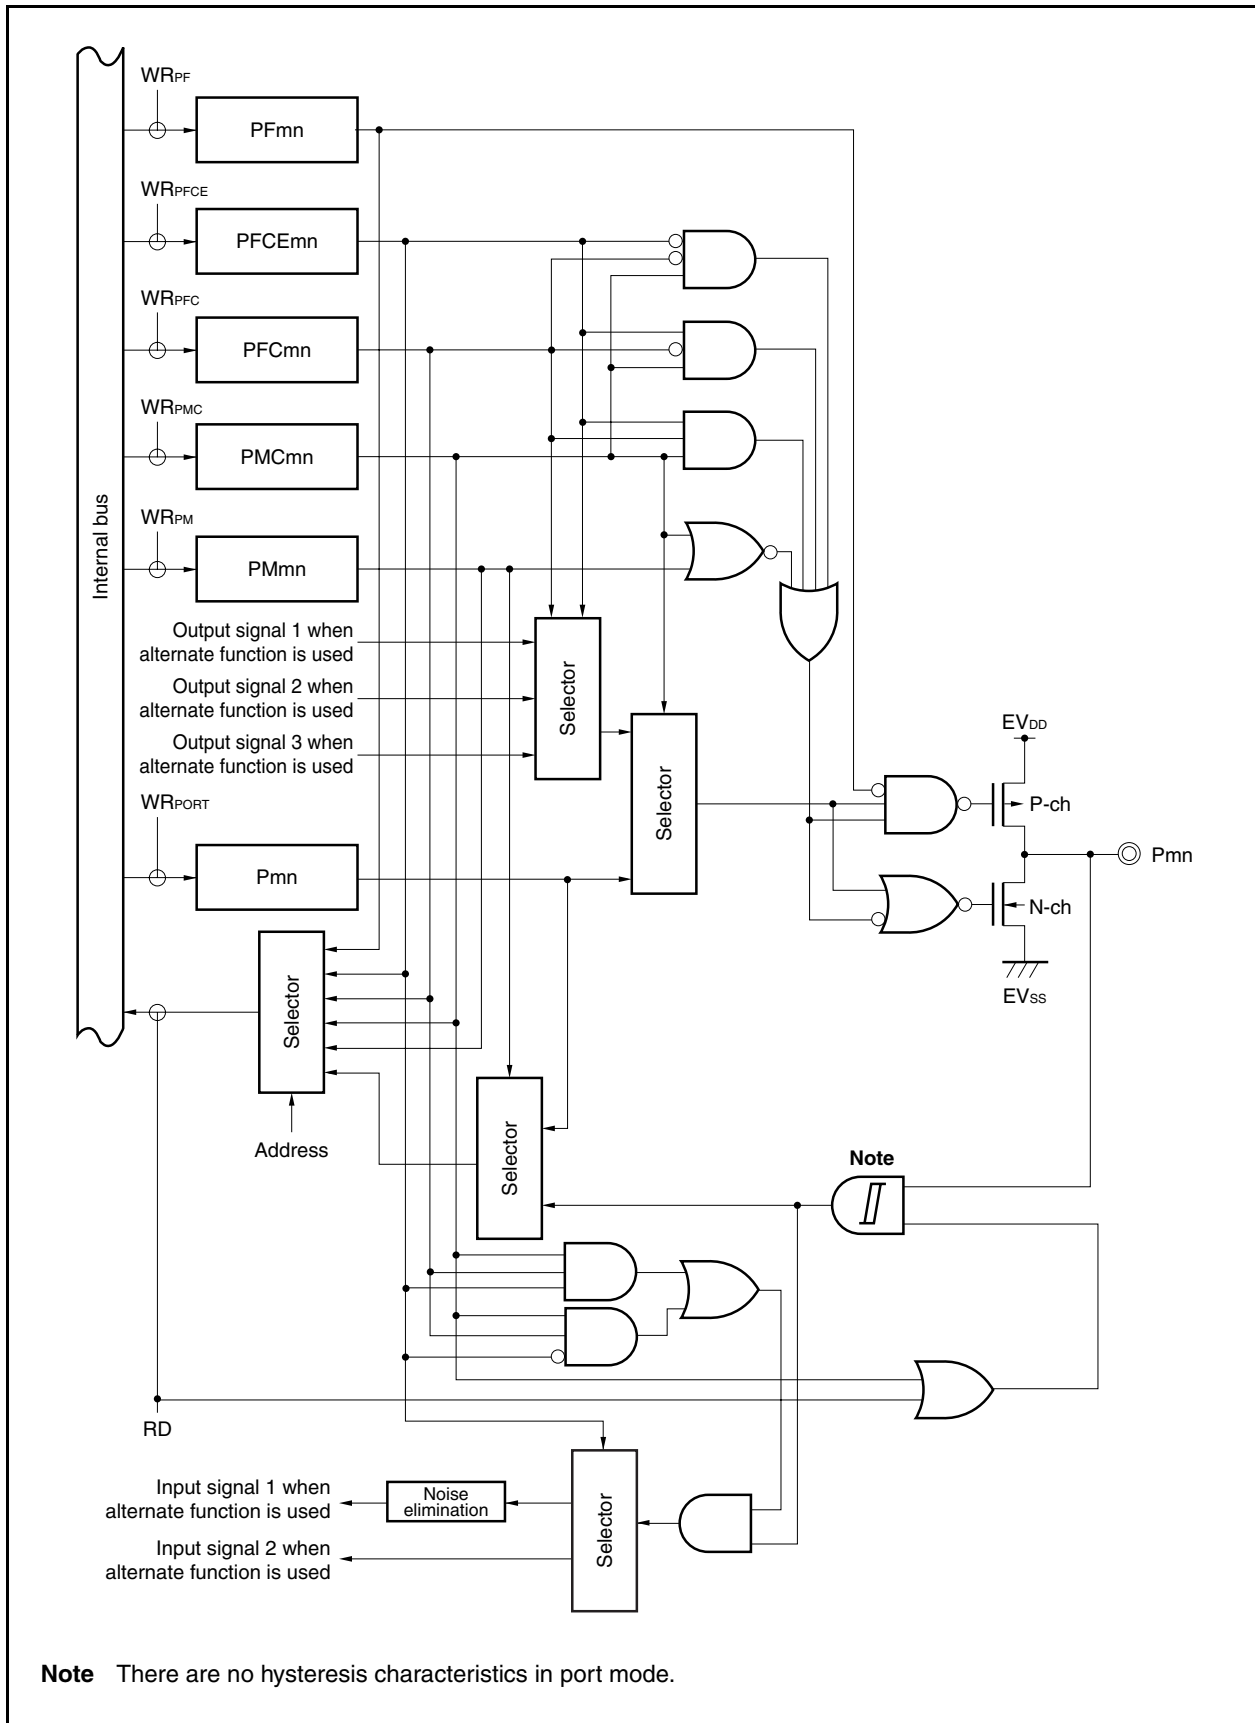 WRPF
PFmn
WRPFCE
PFCEmn
WRPFC
PFCmn
WRPMC
PMCmn
Internal bus
WRPM
PMmn
Output signal 1 when
alternate function is used
Output signal 2 when
alternate function is used
Output signal 3 when
alternate function is used
Selector
Selector
EVDD
P-ch
WRPORT
Pmn
Pmn
N-ch
EVSS
Selector
Address
Selector
Note
RD
Input signal 1 when
alternate function is used
Noise
elimination
Input signal 2 when
alternate function is used
Selector
Note There are no hysteresis characteristics in port mode.